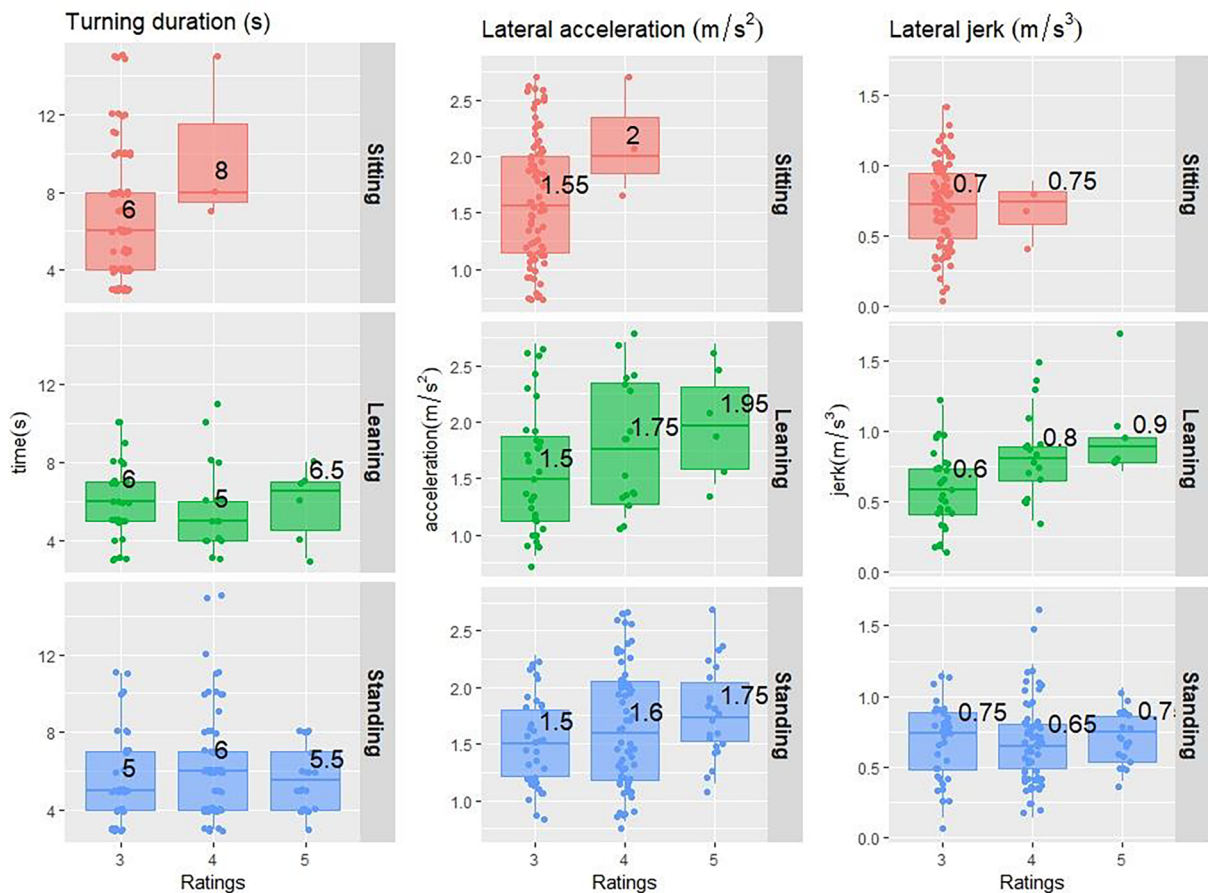 Turning duration (s)
12
8
4
6
8
Sitting
time(s)
12
8
4
6
5
6.5
Leaning
12
8
4
5
6
5.5
Standing
3 4 5
Ratings
Lateral acceleration (m/s²)
2.5
2.0
1.5
1.0
1.55
2
Sitting
acceleration(m/s²)
2.5
2.0
1.5
1.0
1.5
1.75
1.95
Leaning
2.5
2.0
1.5
1.0
1.5
1.6
1.75
Standing
3 4 5
Ratings
Lateral jerk (m/s³)
1.5
1.0
0.5
0.0
0.7
0.75
Sitting
jerk(m/s³)
1.5
1.0
0.5
0.0
0.6
0.8
0.9
Leaning
1.5
1.0
0.5
0.0
0.75
0.65
Standing
3 4 5
Ratings